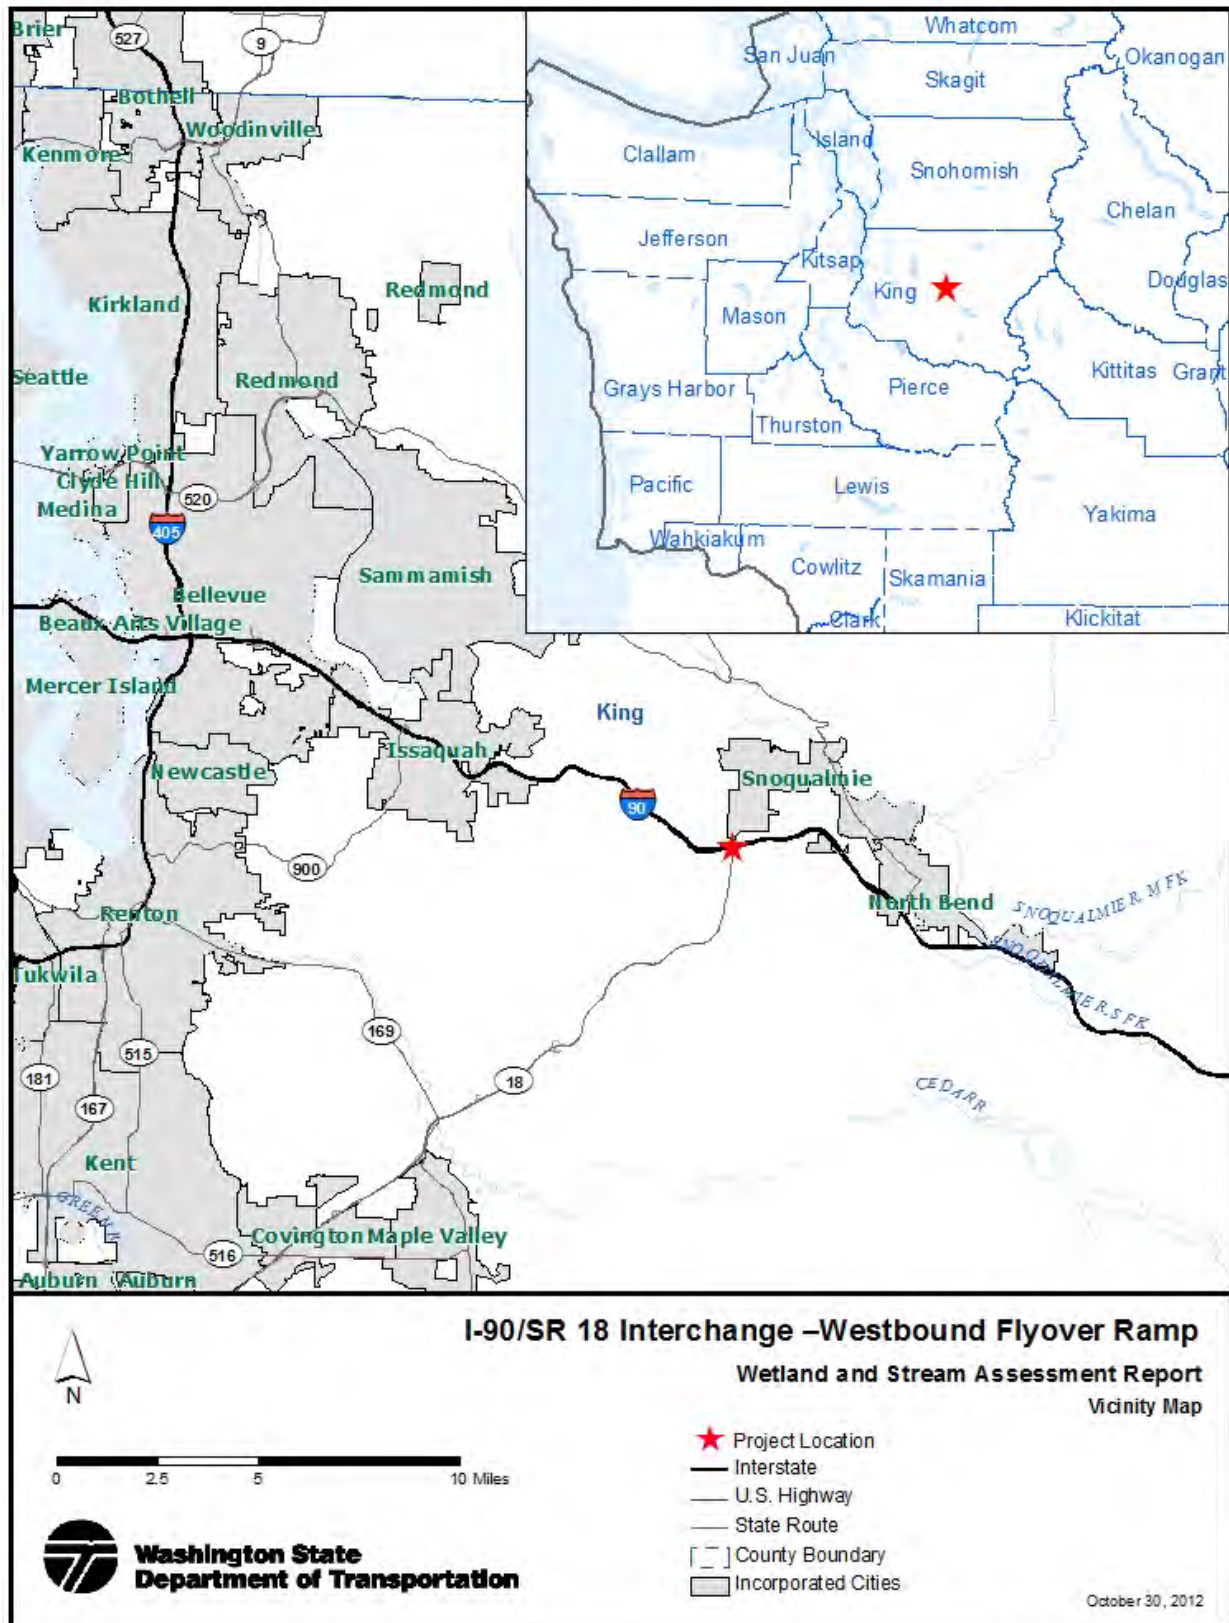 Brier
527
9
Bothell
Woodinville
Kenmore
Kirkland
Redmond
Seattle
Redmond
Yarrow Point
Clyde Hill
520
Medina
405
Sammamish
Bellevue
Beaux Arts Village
Mercer Island
King
Issaquah
Newcastle
Snoqualmie
90
900
Renton
North Bend
SNOQUALMIE R, M FK
SNOQUALMIE R, S FK
Tukwila
169
515
18
181
CEDAR R
167
Kent
GREEN R
Covington
Maple Valley
516
Auburn
Auburn
Whatcom
San Juan
Okanogan
Skagit
Island
Clallam
Snohomish
Chelan
Jefferson
Kitsap
Douglas
King
Mason
Kittitas
Grant
Grays Harbor
Pierce
Thurston
Pacific
Lewis
Yakima
Wahkiakum
Cowlitz
Skamania
Clark
Klickitat
I-90/SR 18 Interchange –Westbound Flyover Ramp
Wetland and Stream Assessment Report
Vicinity Map
N
0 2.5 5 10 Miles
Project Location
Interstate
U.S. Highway
State Route
County Boundary
Incorporated Cities
Washington State
Department of Transportation
October 30, 2012